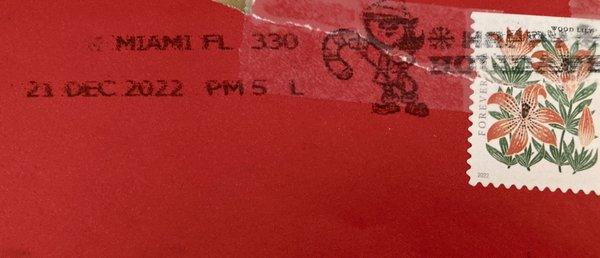 MIAMI FL 330
21 DEC 2022 PM 5 L
WOOD LILY
FOREVER
2022